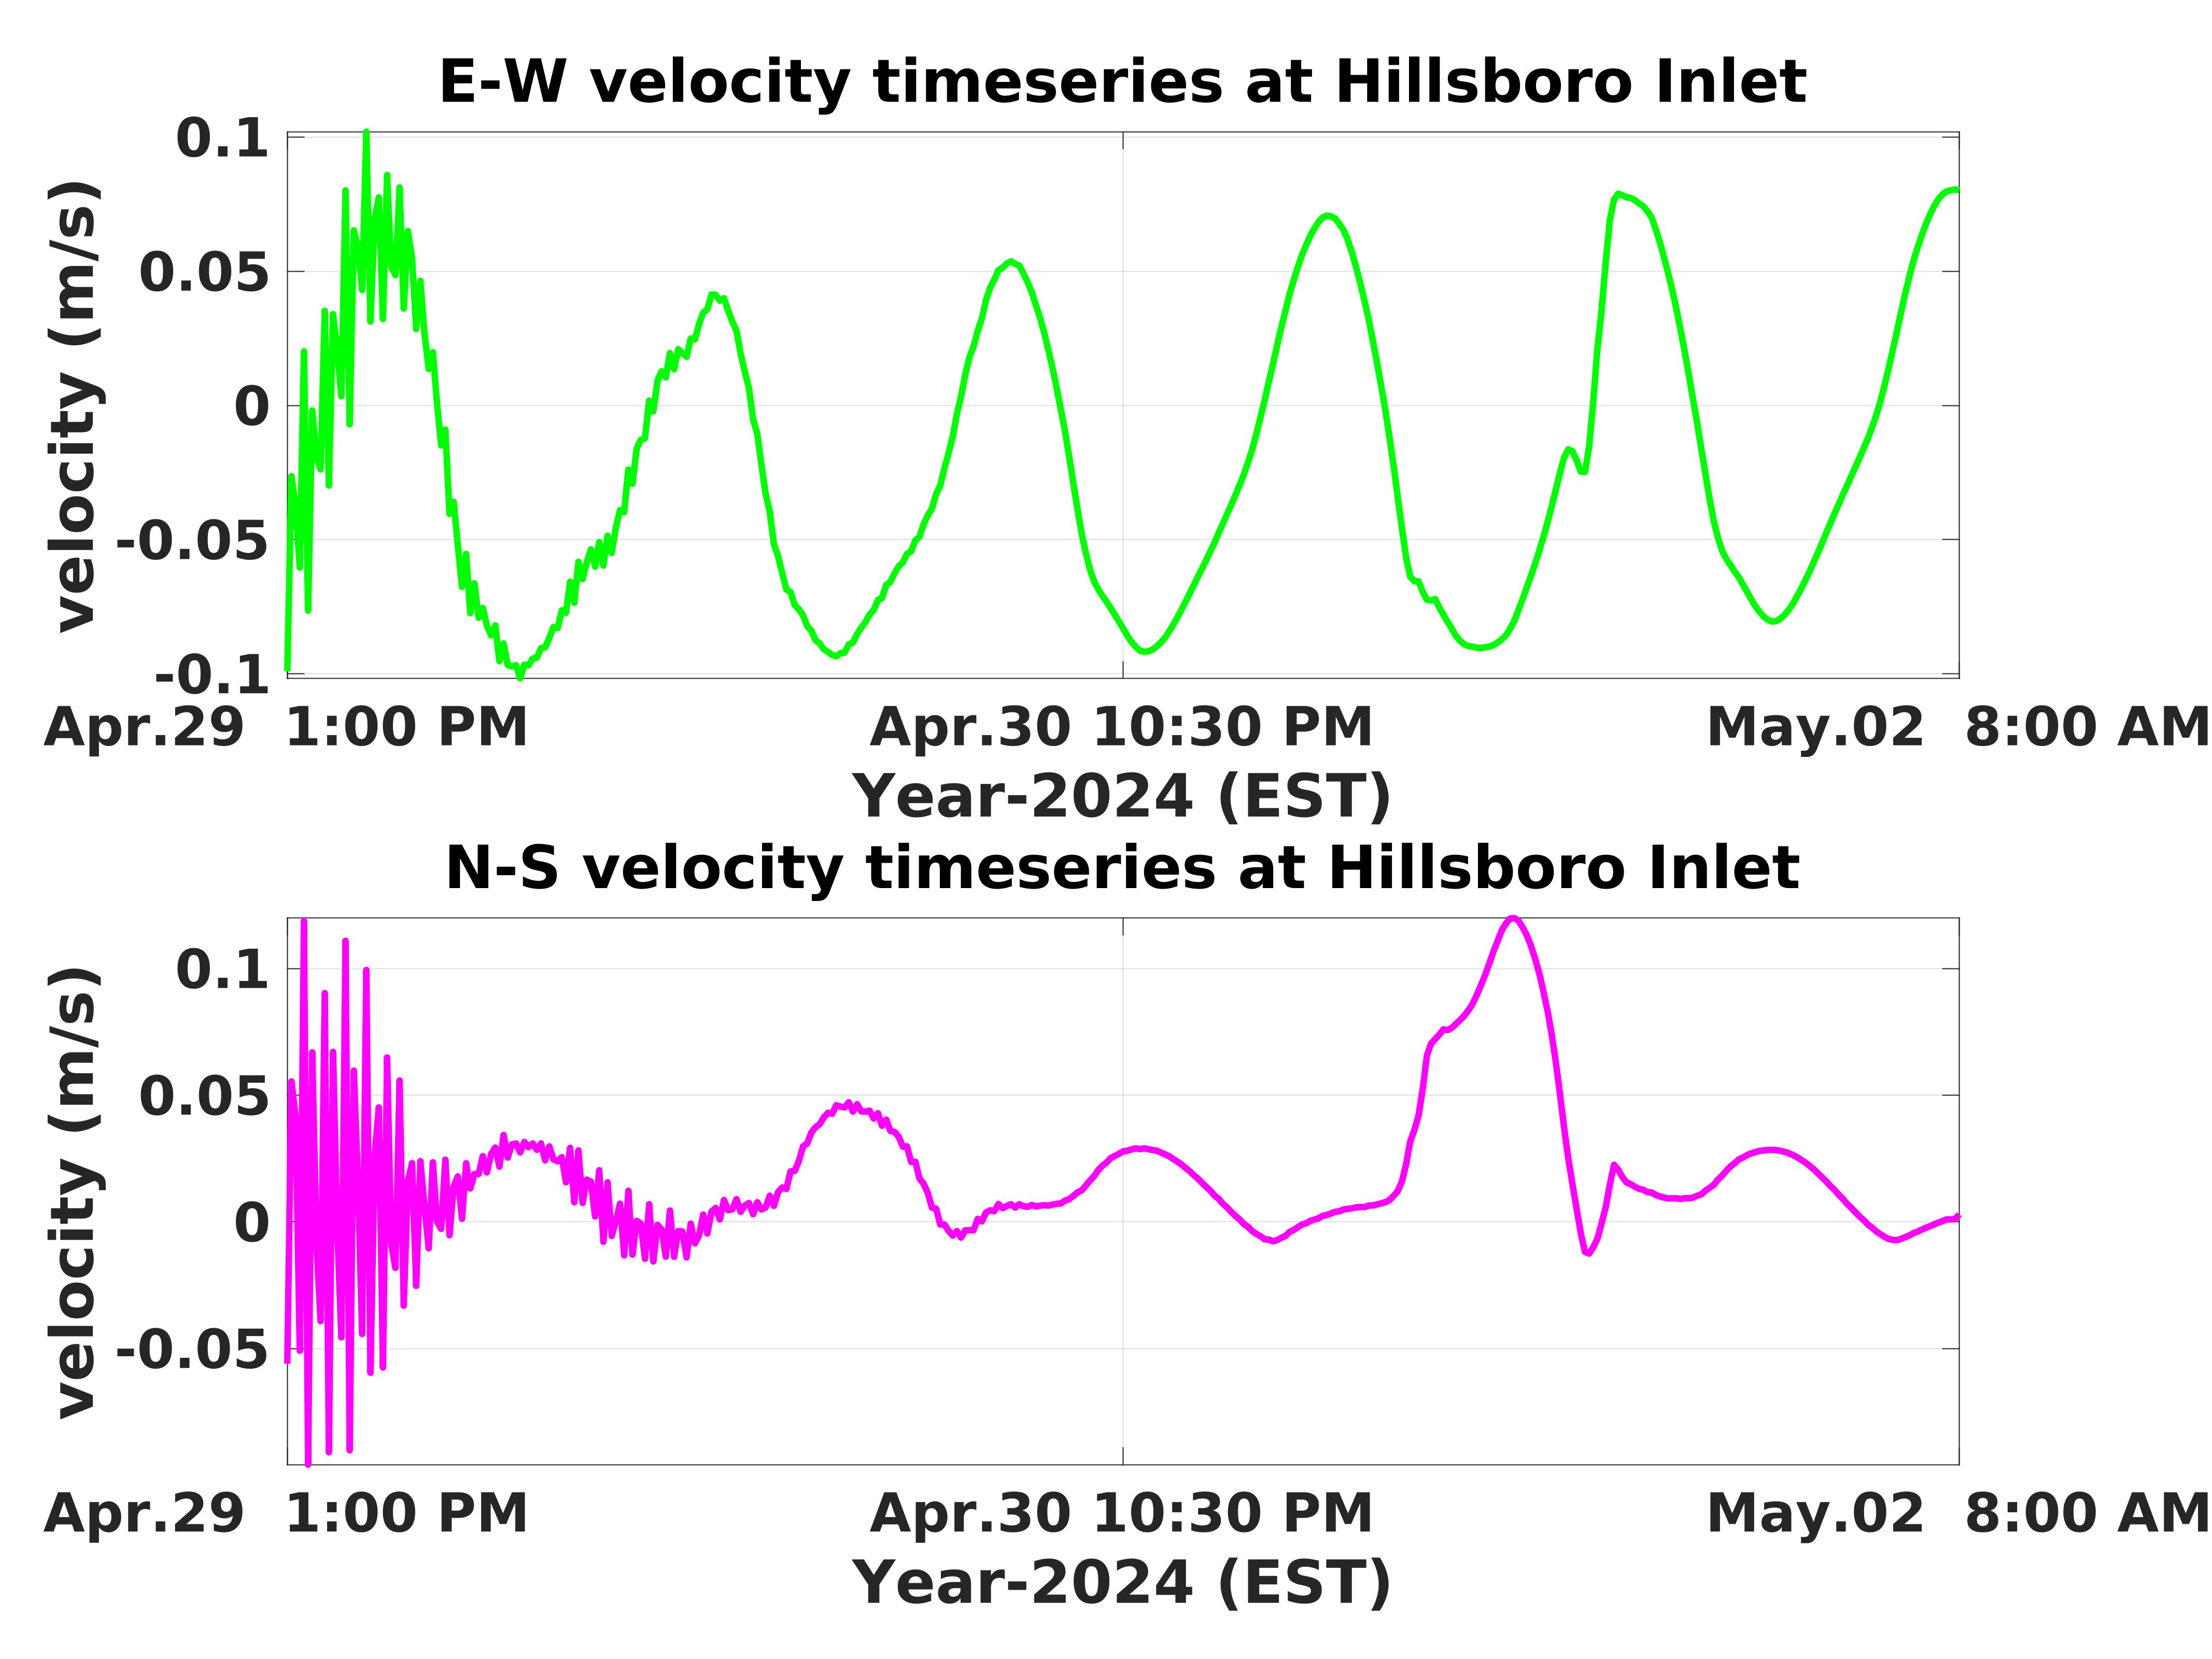 E-W velocity timeseries at Hillsboro Inlet
velocity (m/s)
0.1
0.05
0
-0.05
-0.1
Apr.29  1:00 PM
Apr.30 10:30 PM
May.02  8:00 AM
Year-2024 (EST)
N-S velocity timeseries at Hillsboro Inlet
velocity (m/s)
0.1
0.05
0
-0.05
Apr.29  1:00 PM
Apr.30 10:30 PM
May.02  8:00 AM
Year-2024 (EST)